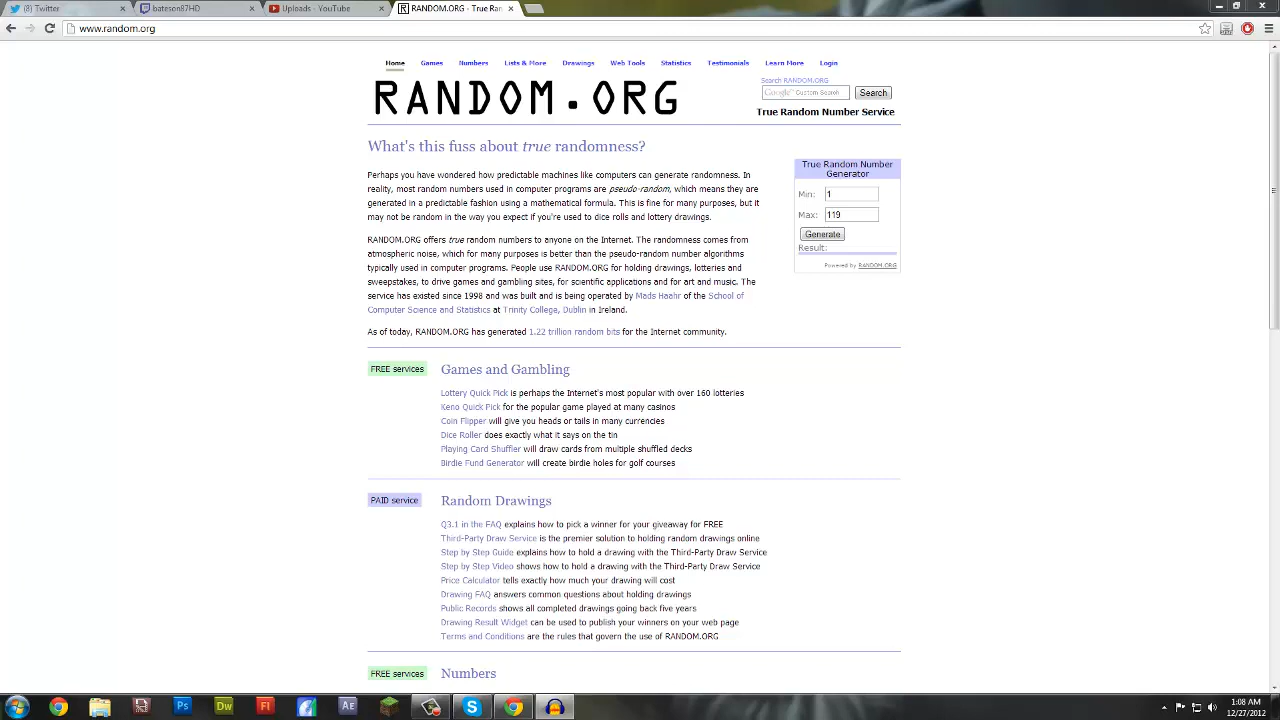 (3) Twitter
bateson87HD
Uploads - YouTube
RANDOM.ORG - True Ran
www.random.org
Home Games Numbers Lists & More Drawings Web Tools Statistics Testimonials Learn More Login
Search RANDOM.ORG
RANDOM.ORG
Google™ Custom Search Search
True Random Number Service
What's this fuss about true randomness?
Perhaps you have wondered how predictable machines like computers can generate randomness. In
reality, most random numbers used in computer programs are pseudo-random, which means they are
generated in a predictable fashion using a mathematical formula. This is fine for many purposes, but it
may not be random in the way you expect if you're used to dice rolls and lottery drawings.
RANDOM.ORG offers true random numbers to anyone on the Internet. The randomness comes from
atmospheric noise, which for many purposes is better than the pseudo-random number algorithms
typically used in computer programs. People use RANDOM.ORG for holding drawings, lotteries and
sweepstakes, to drive games and gambling sites, for scientific applications and for art and music. The
service has existed since 1998 and was built and is being operated by Mads Haahr of the School of
Computer Science and Statistics at Trinity College, Dublin in Ireland.
As of today, RANDOM.ORG has generated 1.22 trillion random bits for the Internet community.
True Random Number
Generator
Min: 1
Max: 119
Generate
Result:
Powered by RANDOM.ORG
FREE services
Games and Gambling
Lottery Quick Pick is perhaps the Internet's most popular with over 160 lotteries
Keno Quick Pick for the popular game played at many casinos
Coin Flipper will give you heads or tails in many currencies
Dice Roller does exactly what it says on the tin
Playing Card Shuffler will draw cards from multiple shuffled decks
Birdie Fund Generator will create birdie holes for golf courses
PAID service
Random Drawings
Q3.1 in the FAQ explains how to pick a winner for your giveaway for FREE
Third-Party Draw Service is the premier solution to holding random drawings online
Step by Step Guide explains how to hold a drawing with the Third-Party Draw Service
Step by Step Video shows how to hold a drawing with the Third-Party Draw Service
Price Calculator tells exactly how much your drawing will cost
Drawing FAQ answers common questions about holding drawings
Public Records shows all completed drawings going back five years
Drawing Result Widget can be used to publish your winners on your web page
Terms and Conditions are the rules that govern the use of RANDOM.ORG
FREE services
Numbers
Ps Dw Fl Ae
1:08 AM
12/27/2012